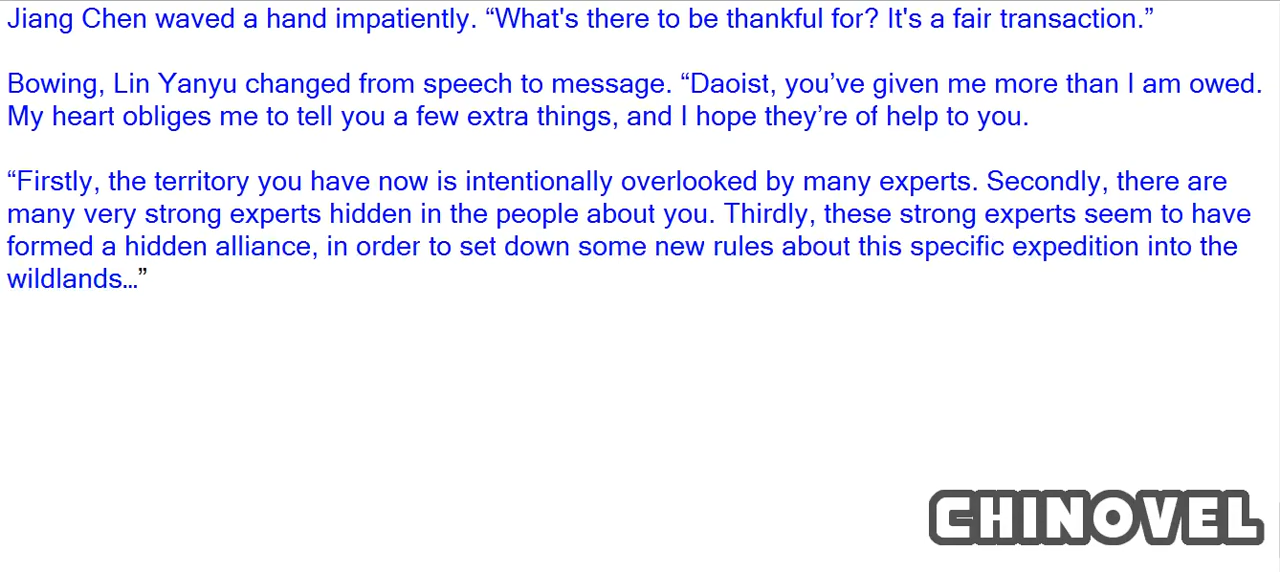 Jiang Chen waved a hand impatiently. “What's there to be thankful for? It's a fair transaction.”
Bowing, Lin Yanyu changed from speech to message. “Daoist, you’ve given me more than I am owed.
My heart obliges me to tell you a few extra things, and I hope they’re of help to you.
“Firstly, the territory you have now is intentionally overlooked by many experts. Secondly, there are
many very strong experts hidden in the people about you. Thirdly, these strong experts seem to have
formed a hidden alliance, in order to set down some new rules about this specific expedition into the
wildlands…”
CHINOVEL